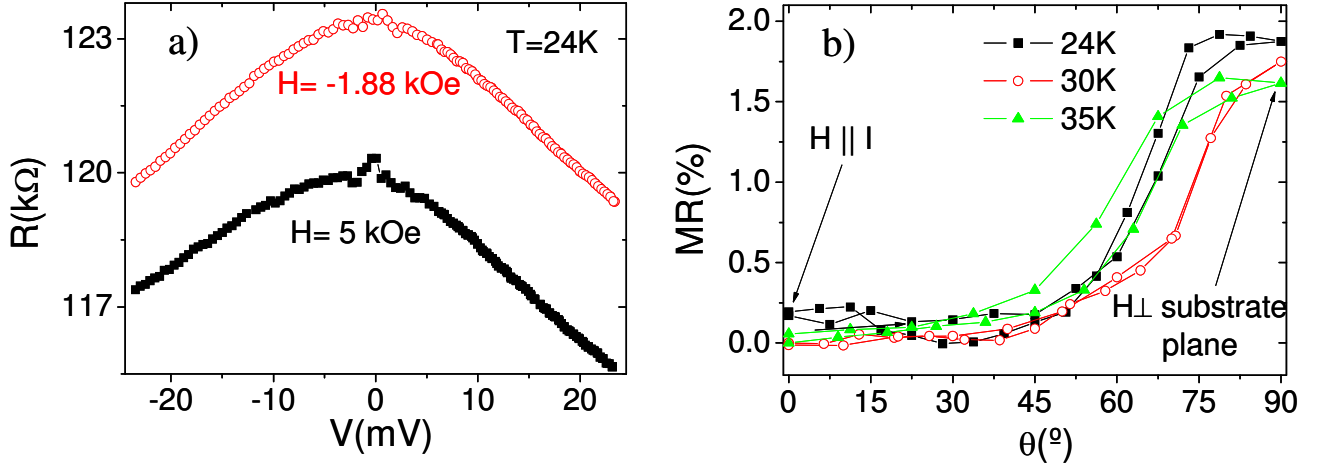 a)
T=24K
H= -1.88 kOe
H= 5 kOe
123
120
117
R(kΩ)
-20 -10 0 10 20
V(mV)
b)
24K
30K
35K
H || I
H⊥ substrate
plane
2.0
1.5
1.0
0.5
0.0
MR(%)
0 15 30 45 60 75 90
θ(º)